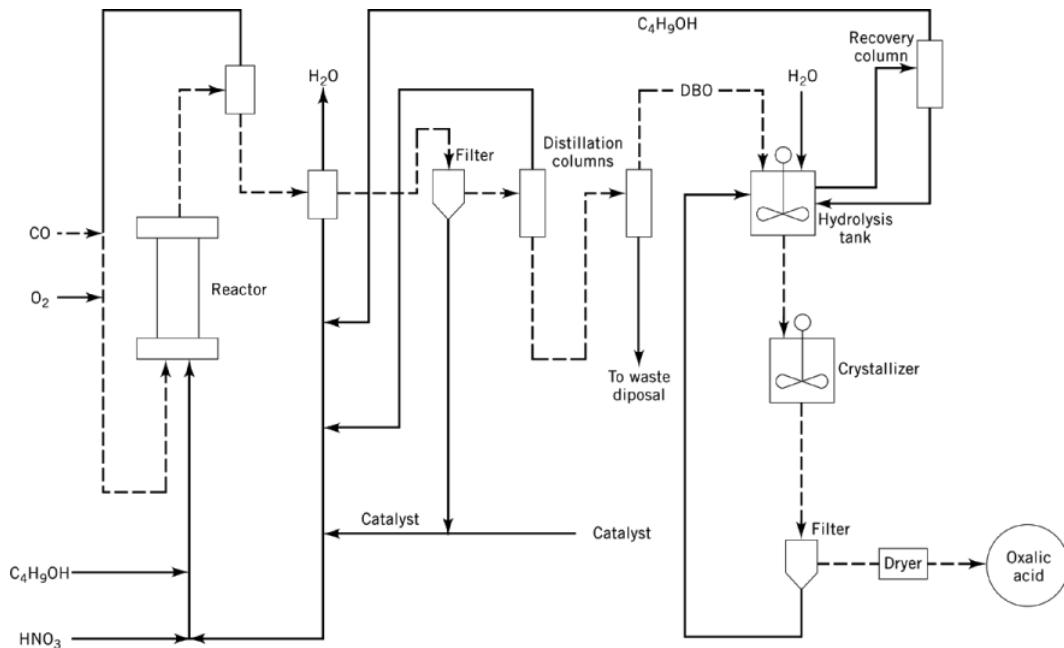 C₄H₉OH
Recovery
column
H₂O
DBO
H₂O
Distillation
columns
Filter
Hydrolysis
tank
CO
O₂
Reactor
To waste
diposal
Crystallizer
Catalyst
Catalyst
Filter
C₄H₉OH
Dryer
Oxalic
acid
HNO₃